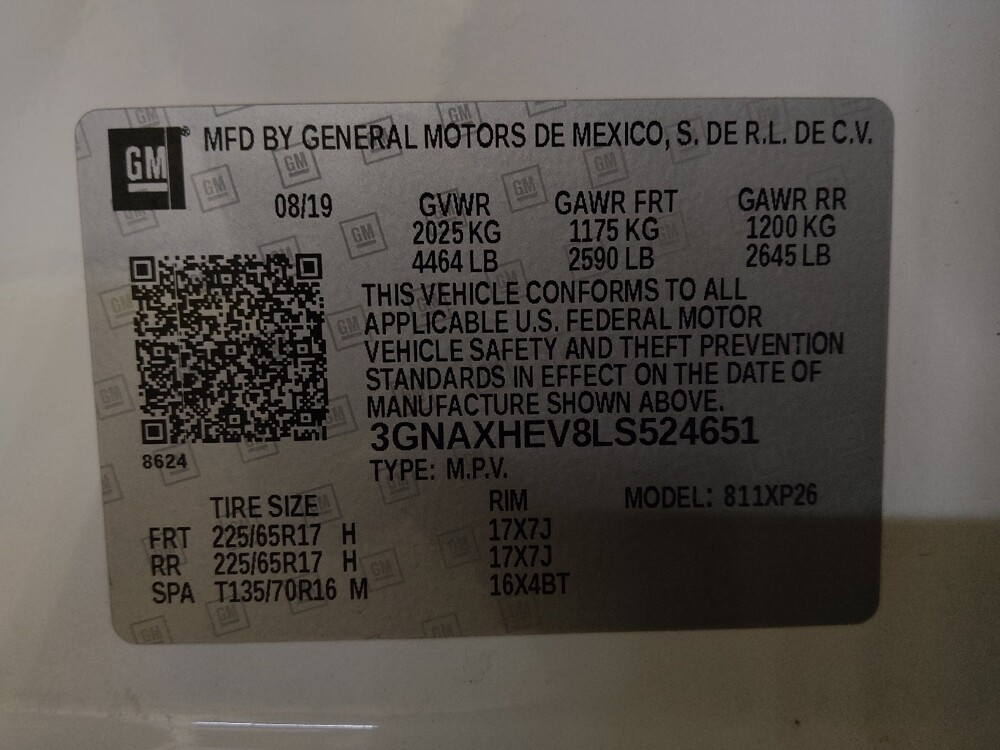 GM® MFD BY GENERAL MOTORS DE MEXICO, S. DE R.L. DE C.V.
08/19 GVWR GAWR FRT GAWR RR
2025 KG 1175 KG 1200 KG
4464 LB 2590 LB 2645 LB
THIS VEHICLE CONFORMS TO ALL
APPLICABLE U.S. FEDERAL MOTOR
VEHICLE SAFETY AND THEFT PREVENTION
STANDARDS IN EFFECT ON THE DATE OF
MANUFACTURE SHOWN ABOVE.
3GNAXHEV8LS524651
8624
TYPE: M.P.V.
TIRE SIZE RIM MODEL: 811XP26
FRT 225/65R17 H 17X7J
RR 225/65R17 H 17X7J
SPA T135/70R16 M 16X4BT